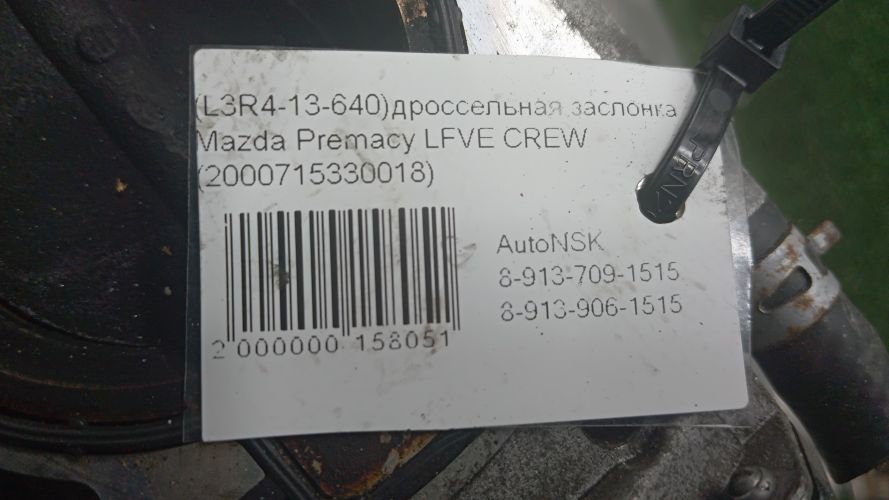 (L3R4-13-640)дроссельная заслонка
Mazda Premacy LFVE CREW
(2000715330018)
AutoNSK
8-913-709-1515
8-913-906-1515
2 000000 158051